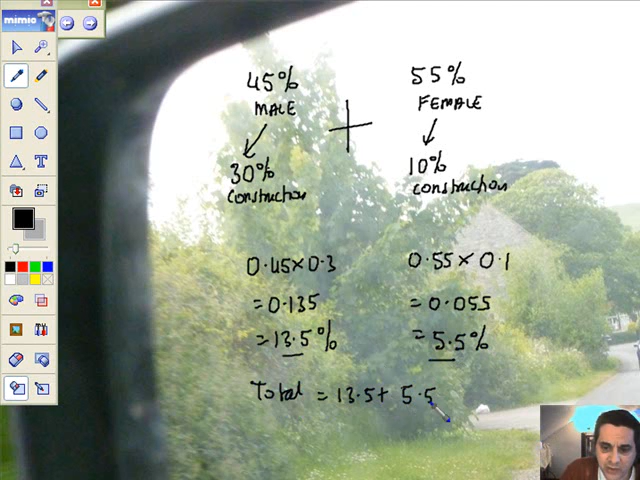 mimio
45%
MALE
30%
construction
55%
FEMALE
10%
construction
+
0.45×0.3
=0.135
=13.5%
0.55×0.1
=0.055
=5.5%
Total = 13.5+ 5.5
T